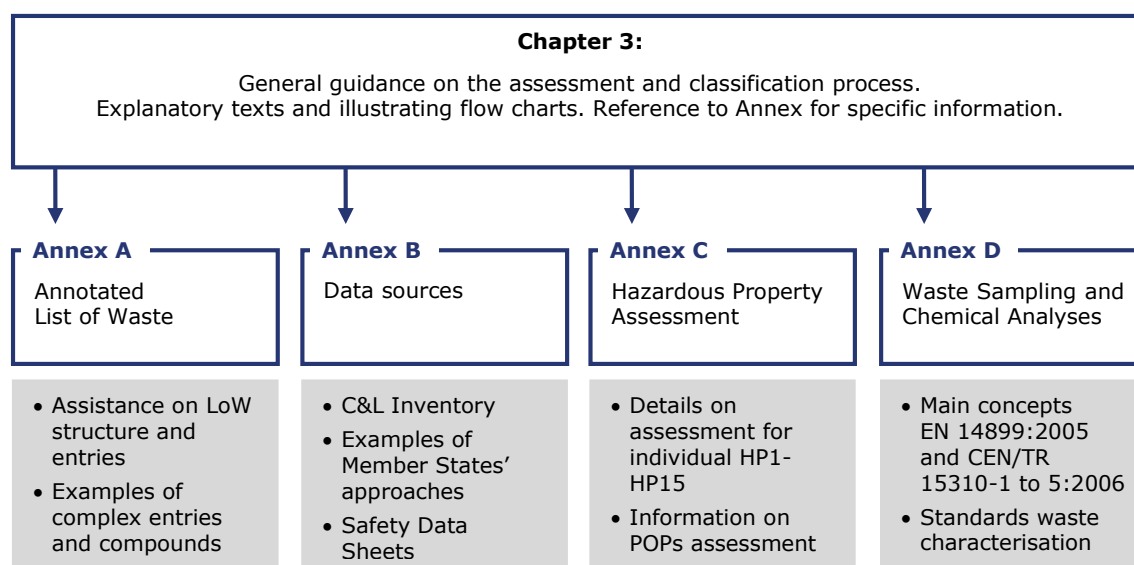 Chapter 3:
General guidance on the assessment and classification process.
Explanatory texts and illustrating flow charts. Reference to Annex for specific information.
Annex A
Annotated
List of Waste
• Assistance on LoW
structure and
entries
• Examples of
complex entries
and compounds
Annex B
Data sources
• C&L Inventory
• Examples of
Member States’
approaches
• Safety Data
Sheets
Annex C
Hazardous Property
Assessment
• Details on
assessment for
individual HP1-
HP15
• Information on
POPs assessment
Annex D
Waste Sampling and
Chemical Analyses
• Main concepts
EN 14899:2005
and CEN/TR
15310-1 to 5:2006
• Standards waste
characterisation